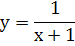 y = 1/(x + 1)